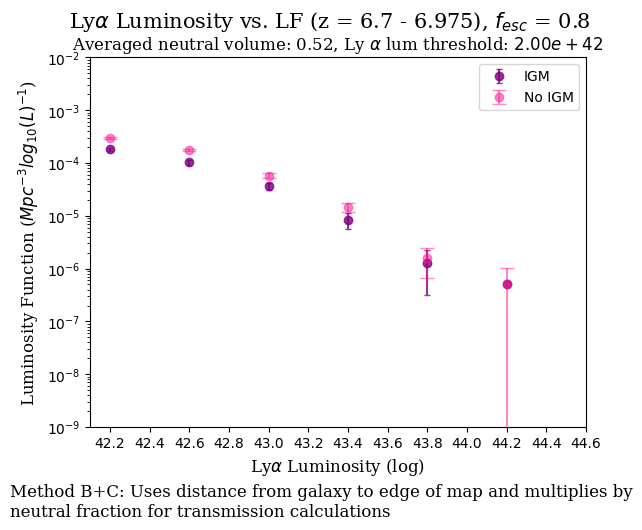 Lyα Luminosity vs. LF (z = 6.7 - 6.975), f_esc = 0.8
Averaged neutral volume: 0.52, Ly α lum threshold: 2.00e + 42
IGM
No IGM
Luminosity Function (Mpc⁻³log₁₀(L)⁻¹)
10⁻²
10⁻³
10⁻⁴
10⁻⁵
10⁻⁶
10⁻⁷
10⁻⁸
10⁻⁹
42.2 42.4 42.6 42.8 43.0 43.2 43.4 43.6 43.8 44.0 44.2 44.4 44.6
Lyα Luminosity (log)
Method B+C: Uses distance from galaxy to edge of map and multiplies by
neutral fraction for transmission calculations